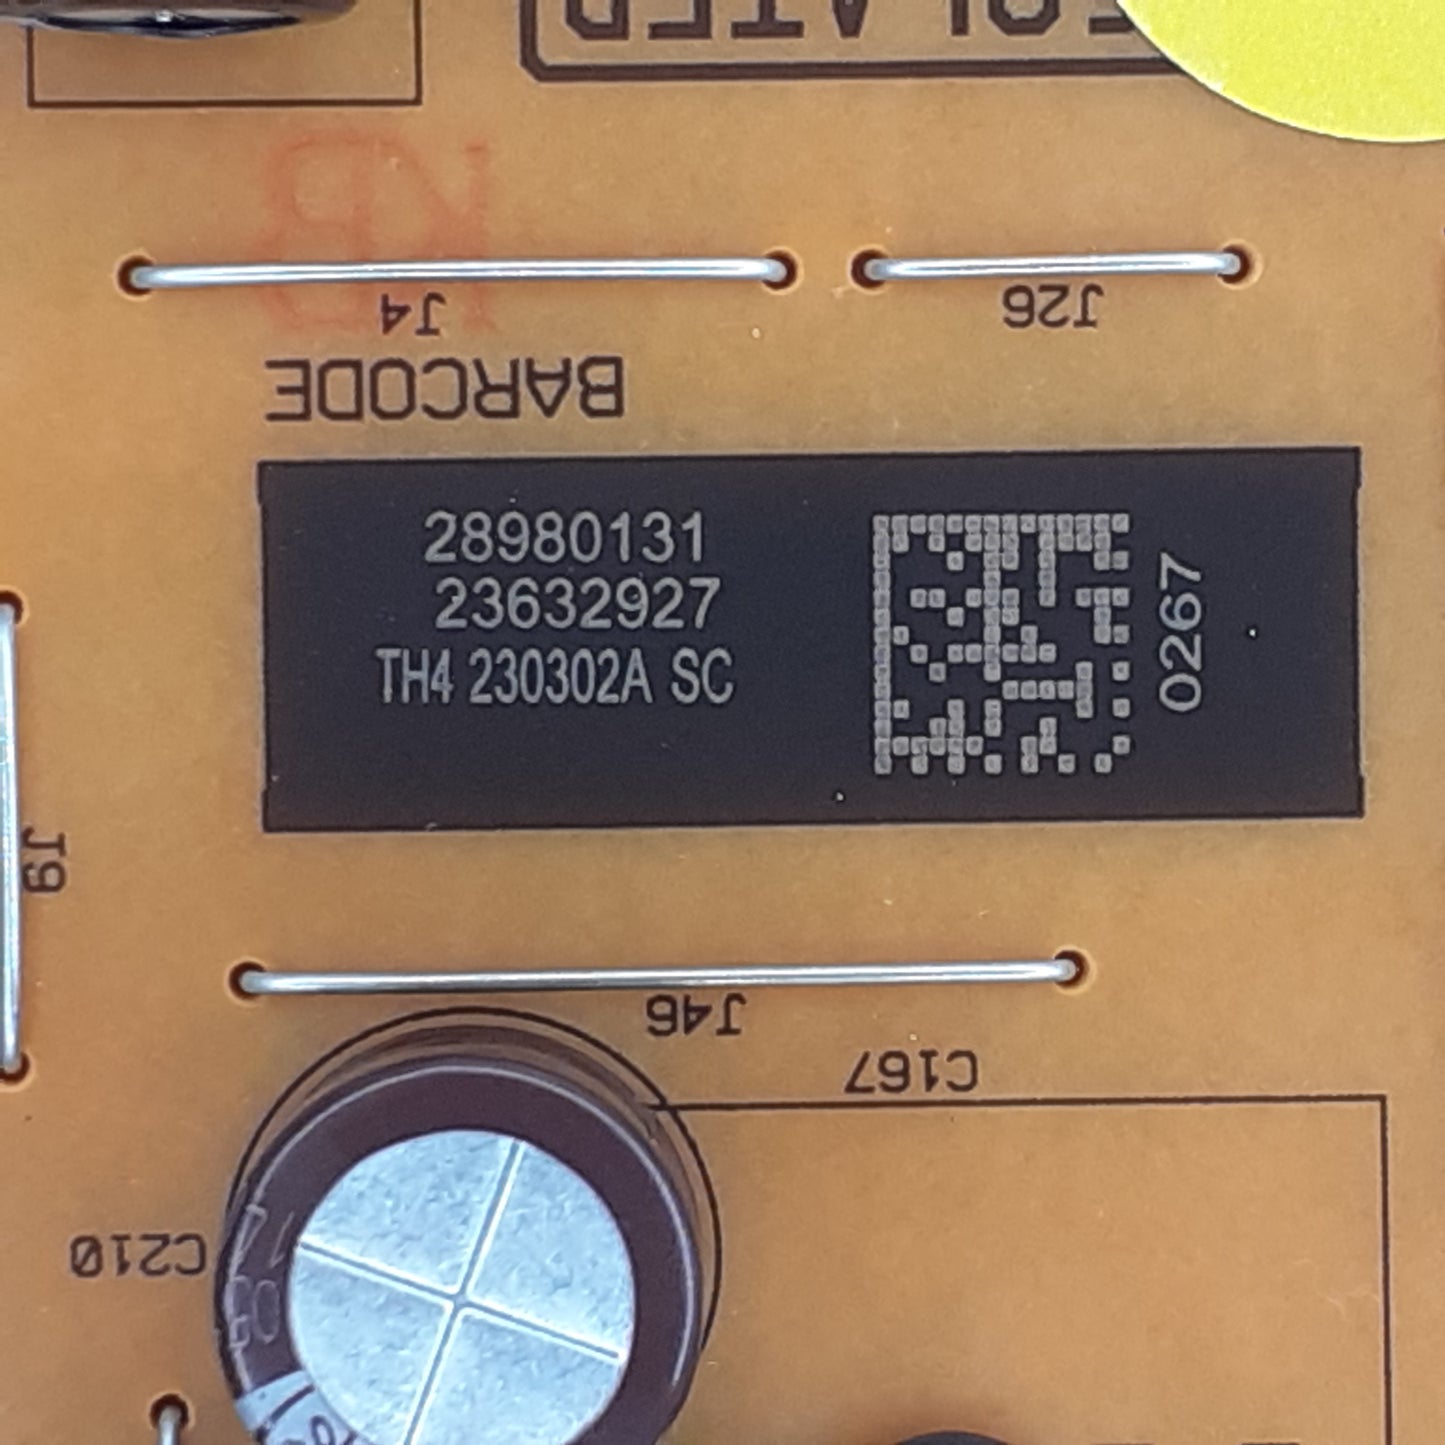 J4
J26
BARCODE
28980131
23632927
TH4 230302A SC
0267
J9
J46
C167
C210